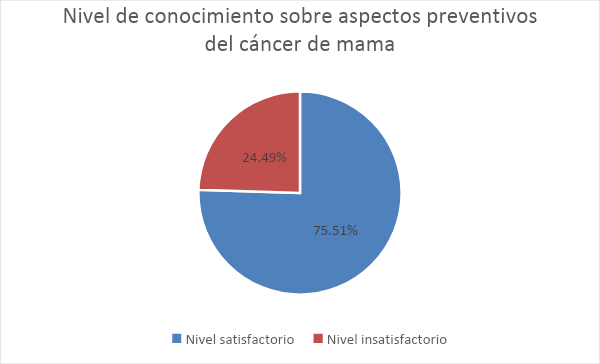 Nivel de conocimiento sobre aspectos preventivos
del cáncer de mama
24.49%
75.51%
Nivel satisfactorio
Nivel insatisfactorio